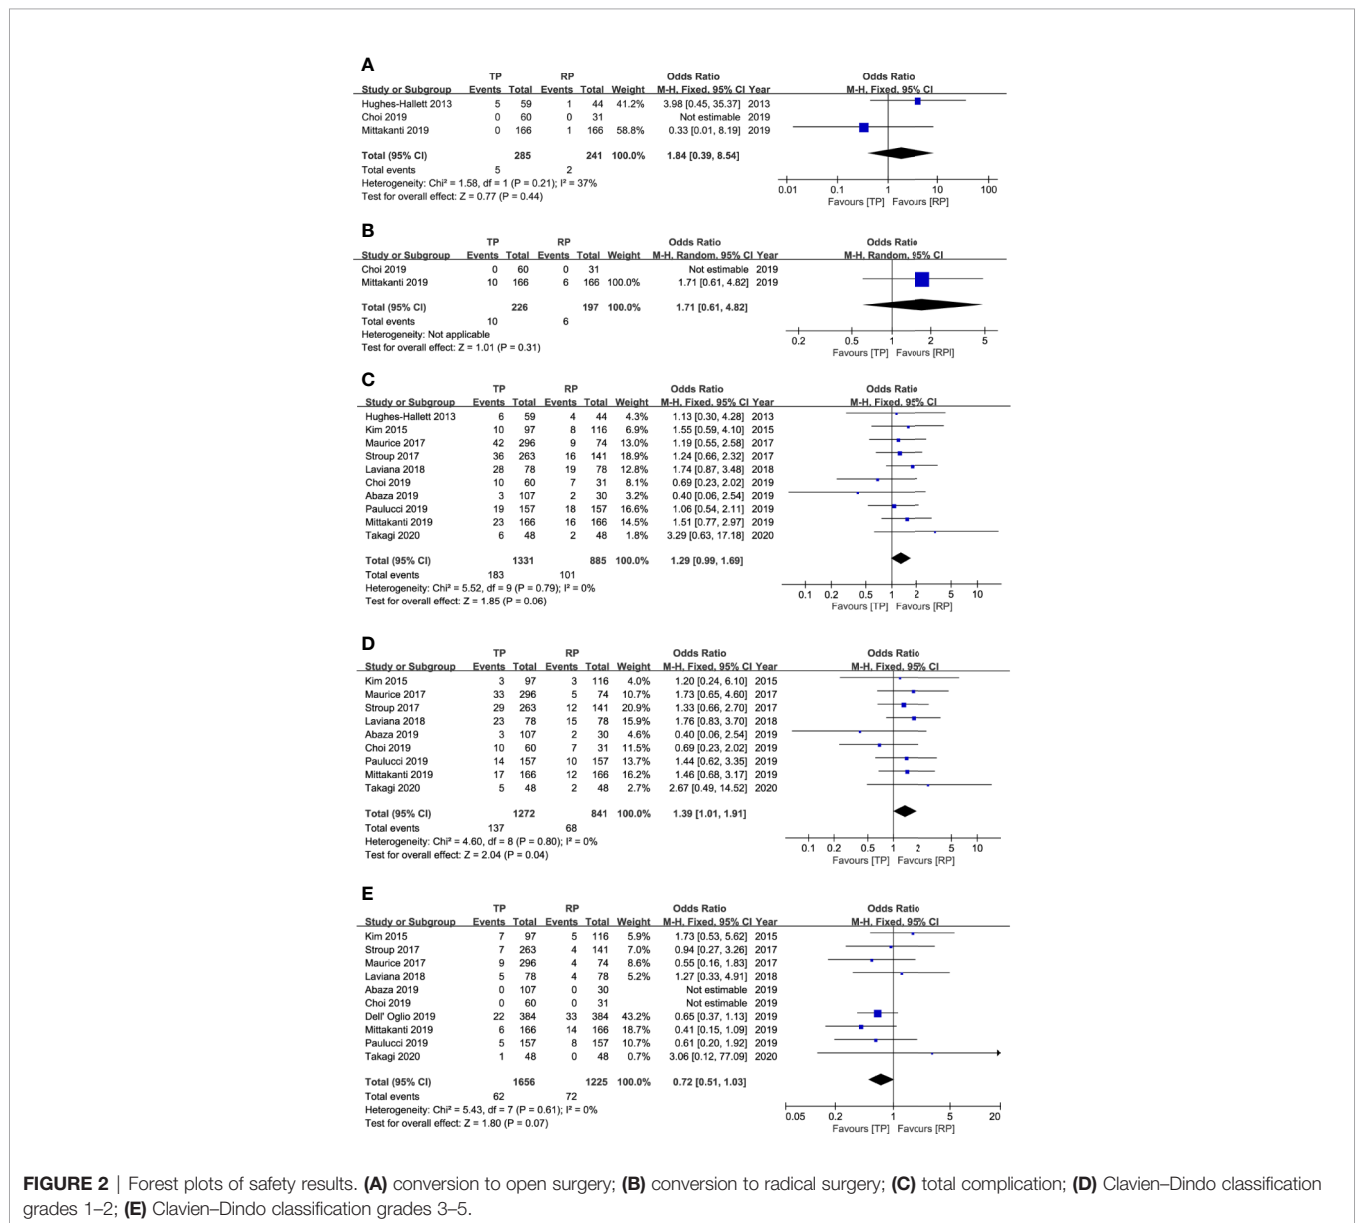 A
TP RP Odds Ratio Odds Ratio
Study or Subgroup Events Total Events Total Weight M-H, Fixed, 95% CI Year M-H, Fixed, 95% CI
Hughes-Hallett 2013 5 59 1 44 41.2% 3.98 [0.45, 35.37] 2013
Choi 2019 0 60 0 31 Not estimable 2019
Mittakanti 2019 0 166 1 166 58.8% 0.33 [0.01, 8.19] 2019
Total (95% CI) 285 241 100.0% 1.84 [0.39, 8.54]
Total events 5 2
Heterogeneity: Chi² = 1.58, df = 1 (P = 0.21); I² = 37%
Test for overall effect: Z = 0.77 (P = 0.44)
0.01 0.1 1 10 100
Favours [TP] Favours [RP]
B
TP RP Odds Ratio Odds Ratio
Study or Subgroup Events Total Events Total Weight M-H, Random, 95% CI Year M-H, Random, 95% CI
Choi 2019 0 60 0 31 Not estimable 2019
Mittakanti 2019 10 166 6 166 100.0% 1.71 [0.61, 4.82] 2019
Total (95% CI) 226 197 100.0% 1.71 [0.61, 4.82]
Total events 10 6
Heterogeneity: Not applicable
Test for overall effect: Z = 1.01 (P = 0.31)
0.2 0.5 1 2 5
Favours [TP] Favours [RPl]
C
TP RP Odds Ratio Odds Ratio
Study or Subgroup Events Total Events Total Weight M-H, Fixed, 95% CI Year M-H, Fixed, 95% CI
Hughes-Hallett 2013 6 59 4 44 4.3% 1.13 [0.30, 4.28] 2013
Kim 2015 10 97 8 116 6.9% 1.55 [0.59, 4.10] 2015
Maurice 2017 42 296 9 74 13.0% 1.19 [0.55, 2.58] 2017
Stroup 2017 36 263 16 141 18.9% 1.24 [0.66, 2.32] 2017
Laviana 2018 28 78 19 78 12.8% 1.74 [0.87, 3.48] 2018
Choi 2019 10 60 7 31 8.1% 0.69 [0.23, 2.02] 2019
Abaza 2019 3 107 2 30 3.2% 0.40 [0.06, 2.54] 2019
Paulucci 2019 19 157 18 157 16.6% 1.06 [0.54, 2.11] 2019
Mittakanti 2019 23 166 16 166 14.5% 1.51 [0.77, 2.97] 2019
Takagi 2020 6 48 2 48 1.8% 3.29 [0.63, 17.18] 2020
Total (95% CI) 1331 885 100.0% 1.29 [0.99, 1.69]
Total events 183 101
Heterogeneity: Chi² = 5.52, df = 9 (P = 0.79); I² = 0%
Test for overall effect: Z = 1.85 (P = 0.06)
0.1 0.2 0.5 1 2 5 10
Favours [TP] Favours [RP]
D
TP RP Odds Ratio Odds Ratio
Study or Subgroup Events Total Events Total Weight M-H, Fixed, 95% CI Year M-H, Fixed, 95% CI
Kim 2015 3 97 3 116 4.0% 1.20 [0.24, 6.10] 2015
Maurice 2017 33 296 5 74 10.7% 1.73 [0.65, 4.60] 2017
Stroup 2017 29 263 12 141 20.9% 1.33 [0.66, 2.70] 2017
Laviana 2018 23 78 15 78 15.9% 1.76 [0.83, 3.70] 2018
Abaza 2019 3 107 2 30 4.6% 0.40 [0.06, 2.54] 2019
Choi 2019 10 60 7 31 11.5% 0.69 [0.23, 2.02] 2019
Paulucci 2019 14 157 10 157 13.7% 1.44 [0.62, 3.35] 2019
Mittakanti 2019 17 166 12 166 16.2% 1.46 [0.68, 3.17] 2019
Takagi 2020 5 48 2 48 2.7% 2.67 [0.49, 14.52] 2020
Total (95% CI) 1272 841 100.0% 1.39 [1.01, 1.91]
Total events 137 68
Heterogeneity: Chi² = 4.60, df = 8 (P = 0.80); I² = 0%
Test for overall effect: Z = 2.04 (P = 0.04)
0.1 0.2 0.5 1 2 5 10
Favours [TP] Favours [RP]
E
TP RP Odds Ratio Odds Ratio
Study or Subgroup Events Total Events Total Weight M-H, Fixed, 95% CI Year M-H, Fixed, 95% CI
Kim 2015 7 97 5 116 5.9% 1.73 [0.53, 5.62] 2015
Stroup 2017 7 263 4 141 7.0% 0.94 [0.27, 3.26] 2017
Maurice 2017 9 296 4 74 8.6% 0.55 [0.16, 1.83] 2017
Laviana 2018 5 78 4 78 5.2% 1.27 [0.33, 4.91] 2018
Abaza 2019 0 107 0 30 Not estimable 2019
Choi 2019 0 60 0 31 Not estimable 2019
Dell' Oglio 2019 22 384 33 384 43.2% 0.65 [0.37, 1.13] 2019
Mittakanti 2019 6 166 14 166 18.7% 0.41 [0.15, 1.09] 2019
Paulucci 2019 5 157 8 157 10.7% 0.61 [0.20, 1.92] 2019
Takagi 2020 1 48 0 48 0.7% 3.06 [0.12, 77.09] 2020
Total (95% CI) 1656 1225 100.0% 0.72 [0.51, 1.03]
Total events 62 72
Heterogeneity: Chi² = 5.43, df = 7 (P = 0.61); I² = 0%
Test for overall effect: Z = 1.80 (P = 0.07)
0.05 0.2 1 5 20
Favours [TP] Favours [RP]
FIGURE 2 | Forest plots of safety results. (A) conversion to open surgery; (B) conversion to radical surgery; (C) total complication; (D) Clavien–Dindo classification
grades 1–2; (E) Clavien–Dindo classification grades 3–5.